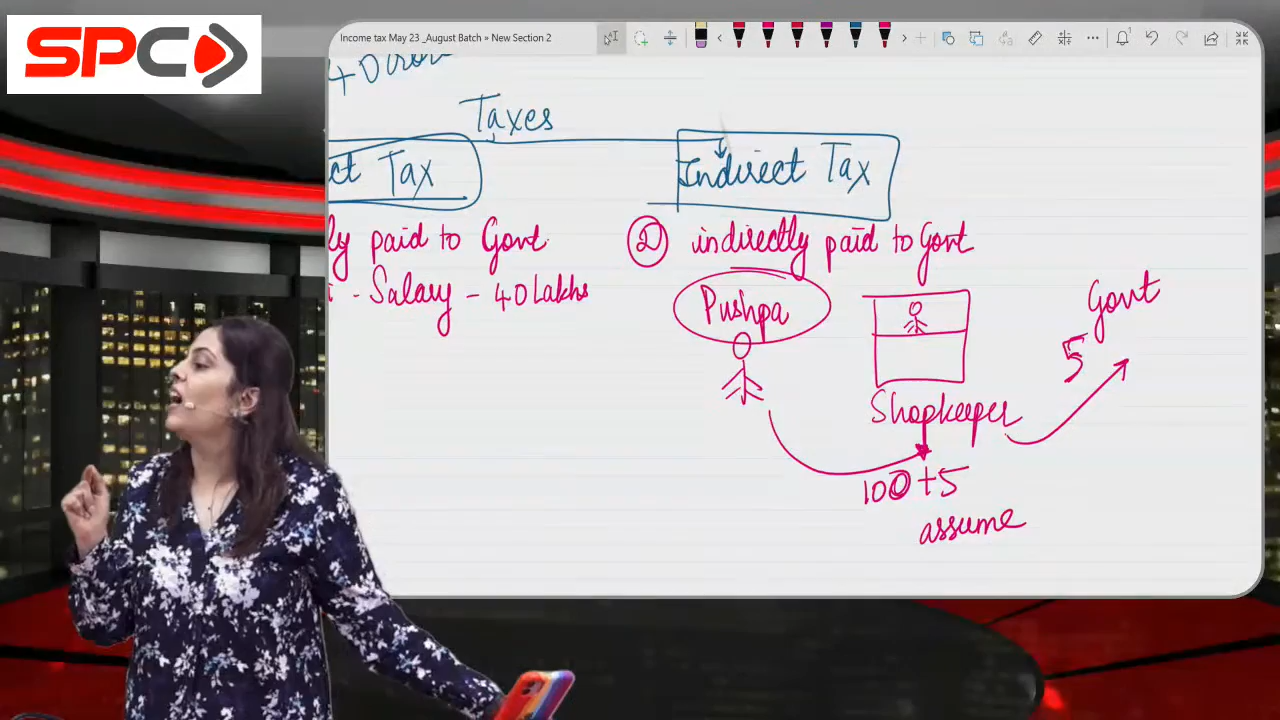 SPC
Income tax May 23 _August Batch » New Section 2
40
Taxes
ct Tax
Indirect Tax
ly paid to Govt
② indirectly paid to Govt
- Salary - 40 Lakhs
Pushpa
Govt
5
Shopkeeper
100 + 5
assume